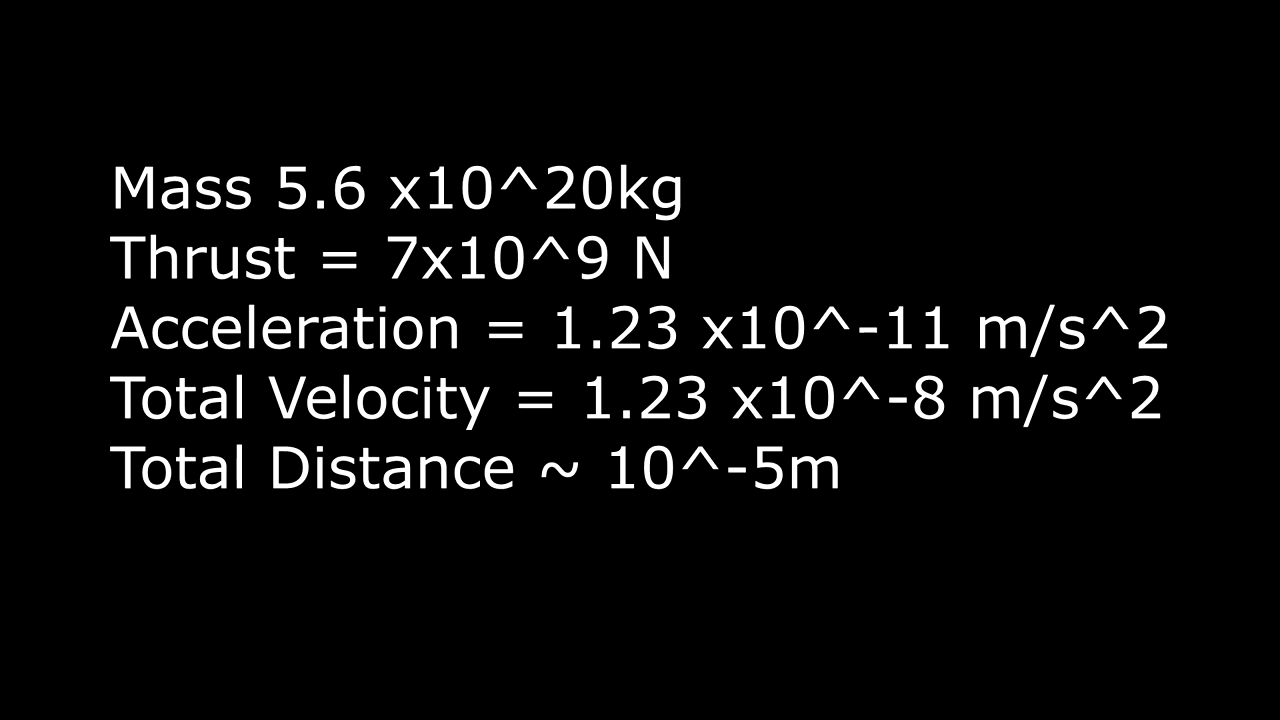 Mass 5.6 x10^20kg
Thrust = 7x10^9 N
Acceleration = 1.23 x10^-11 m/s^2
Total Velocity = 1.23 x10^-8 m/s^2
Total Distance ~ 10^-5m